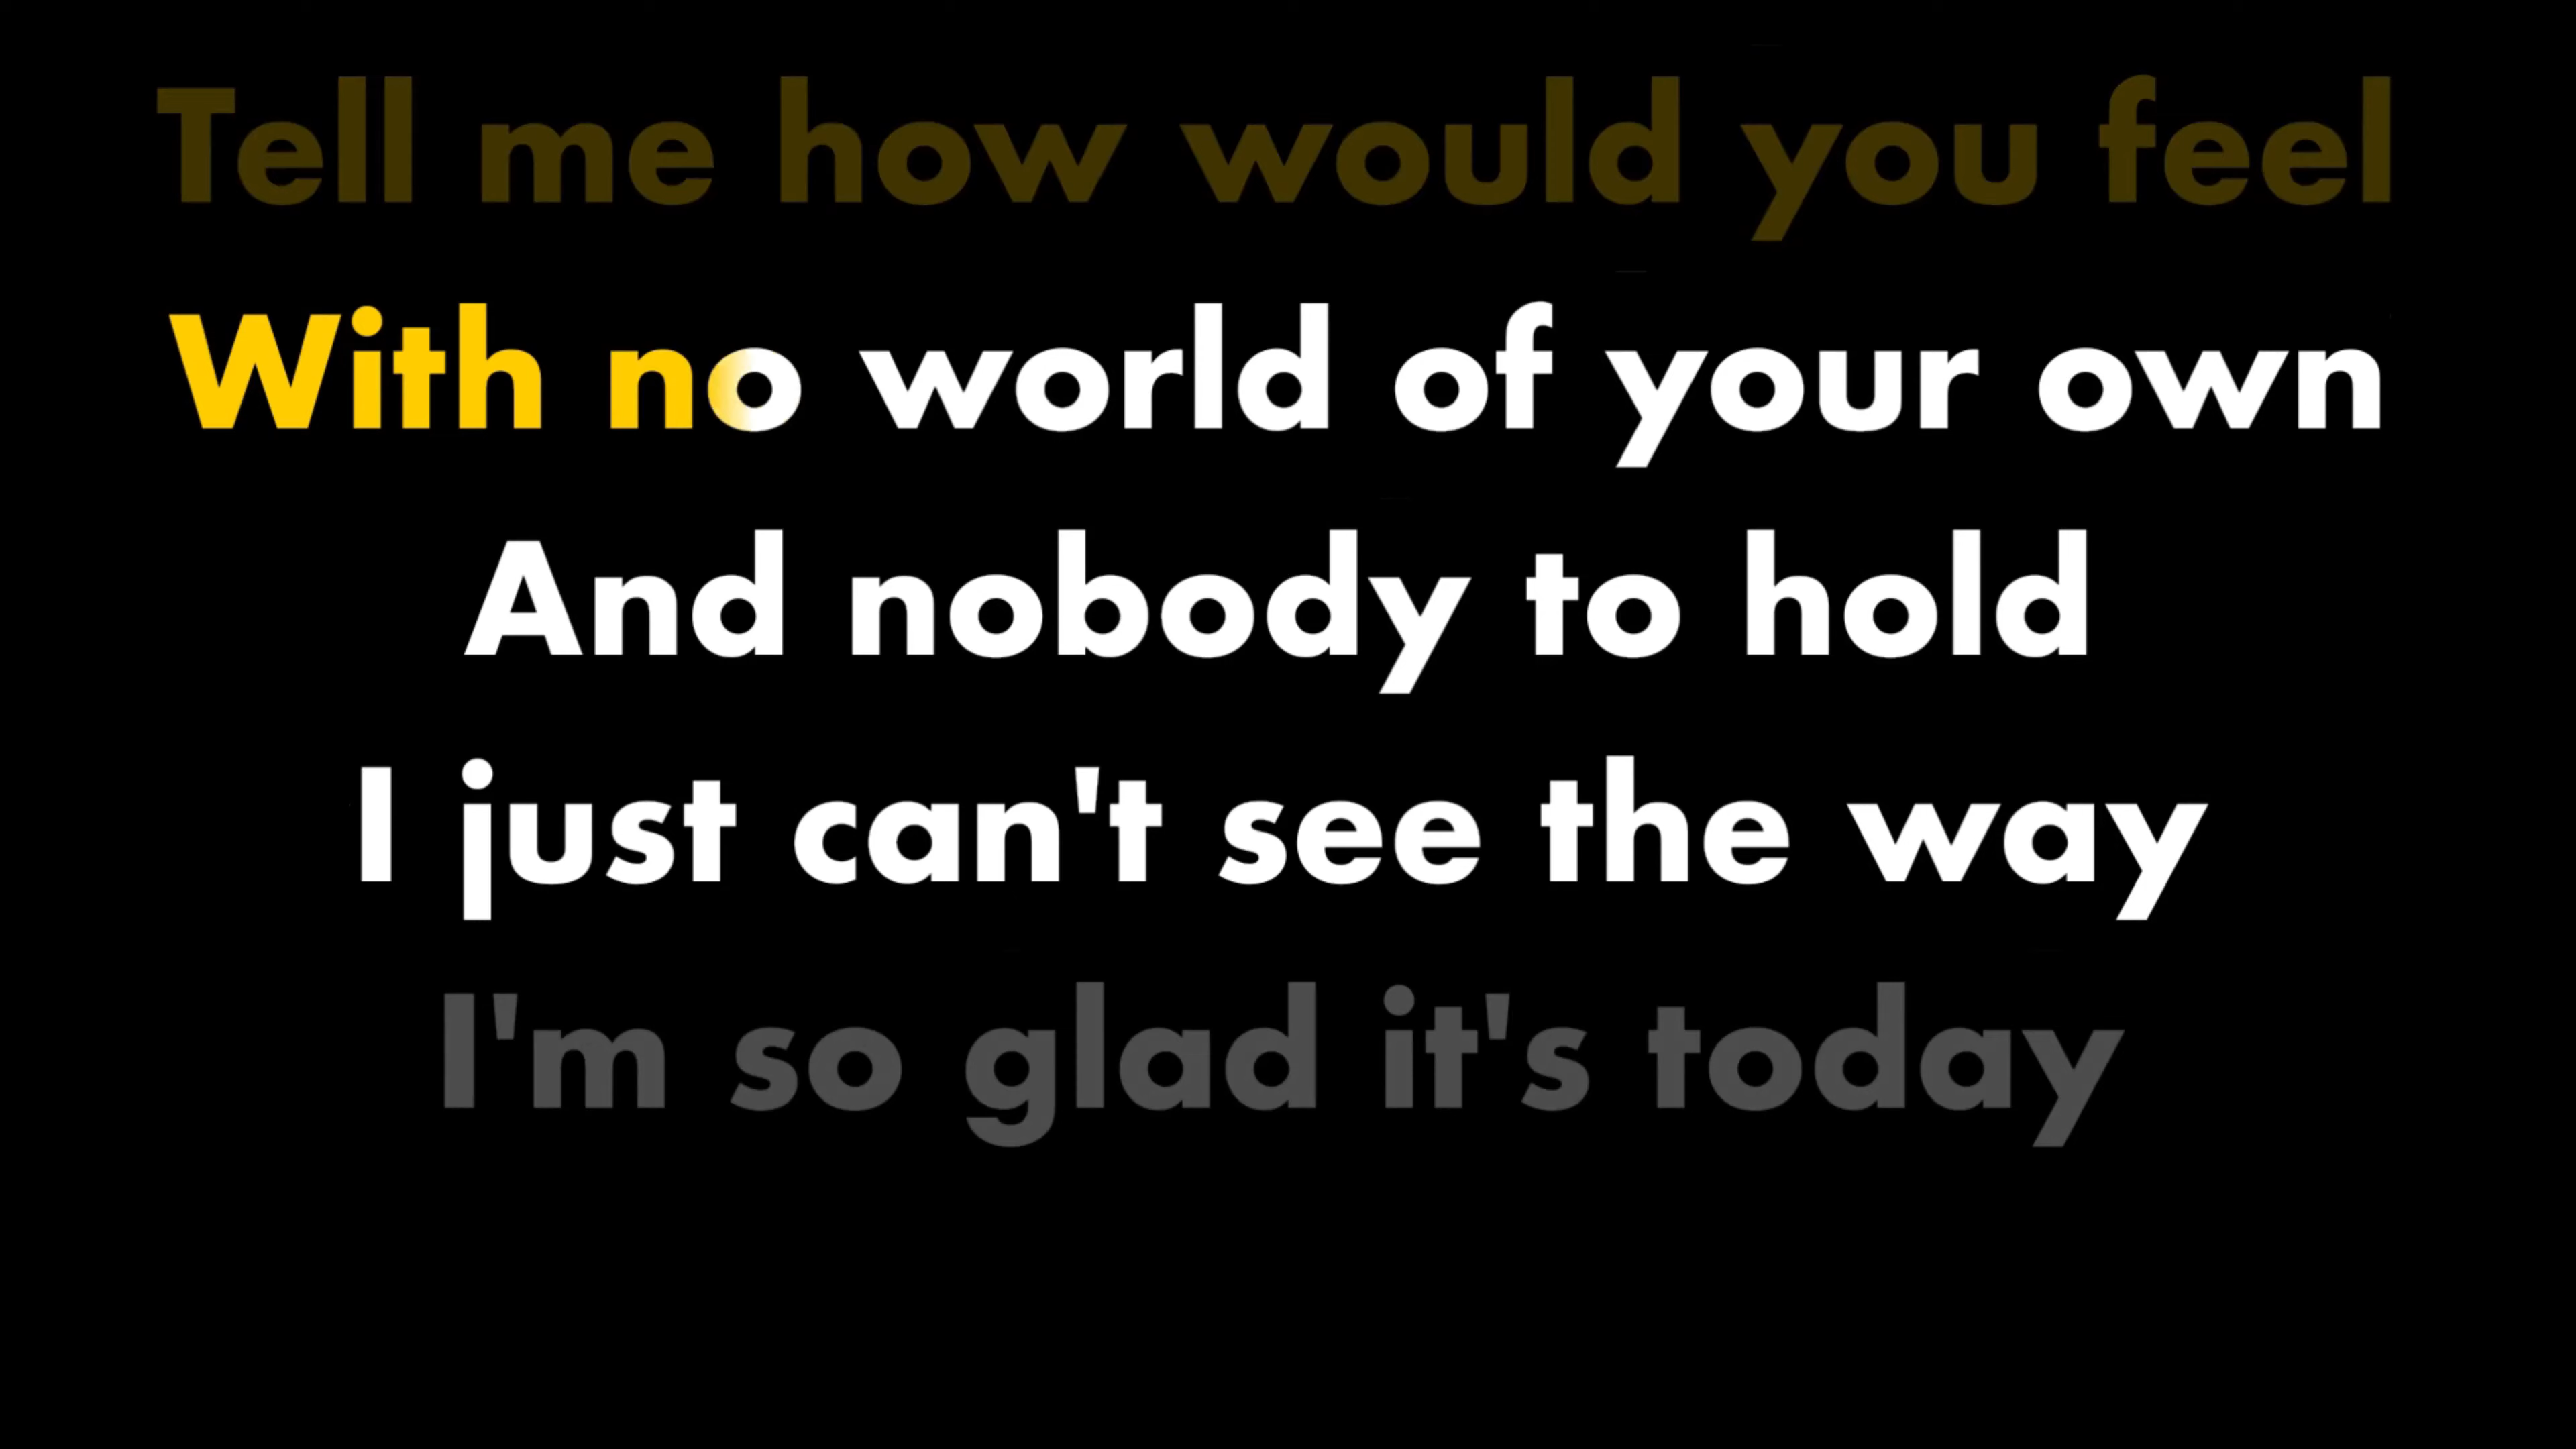 Tell me how would you feel
With no world of your own
And nobody to hold
I just can't see the way
I'm so glad it's today